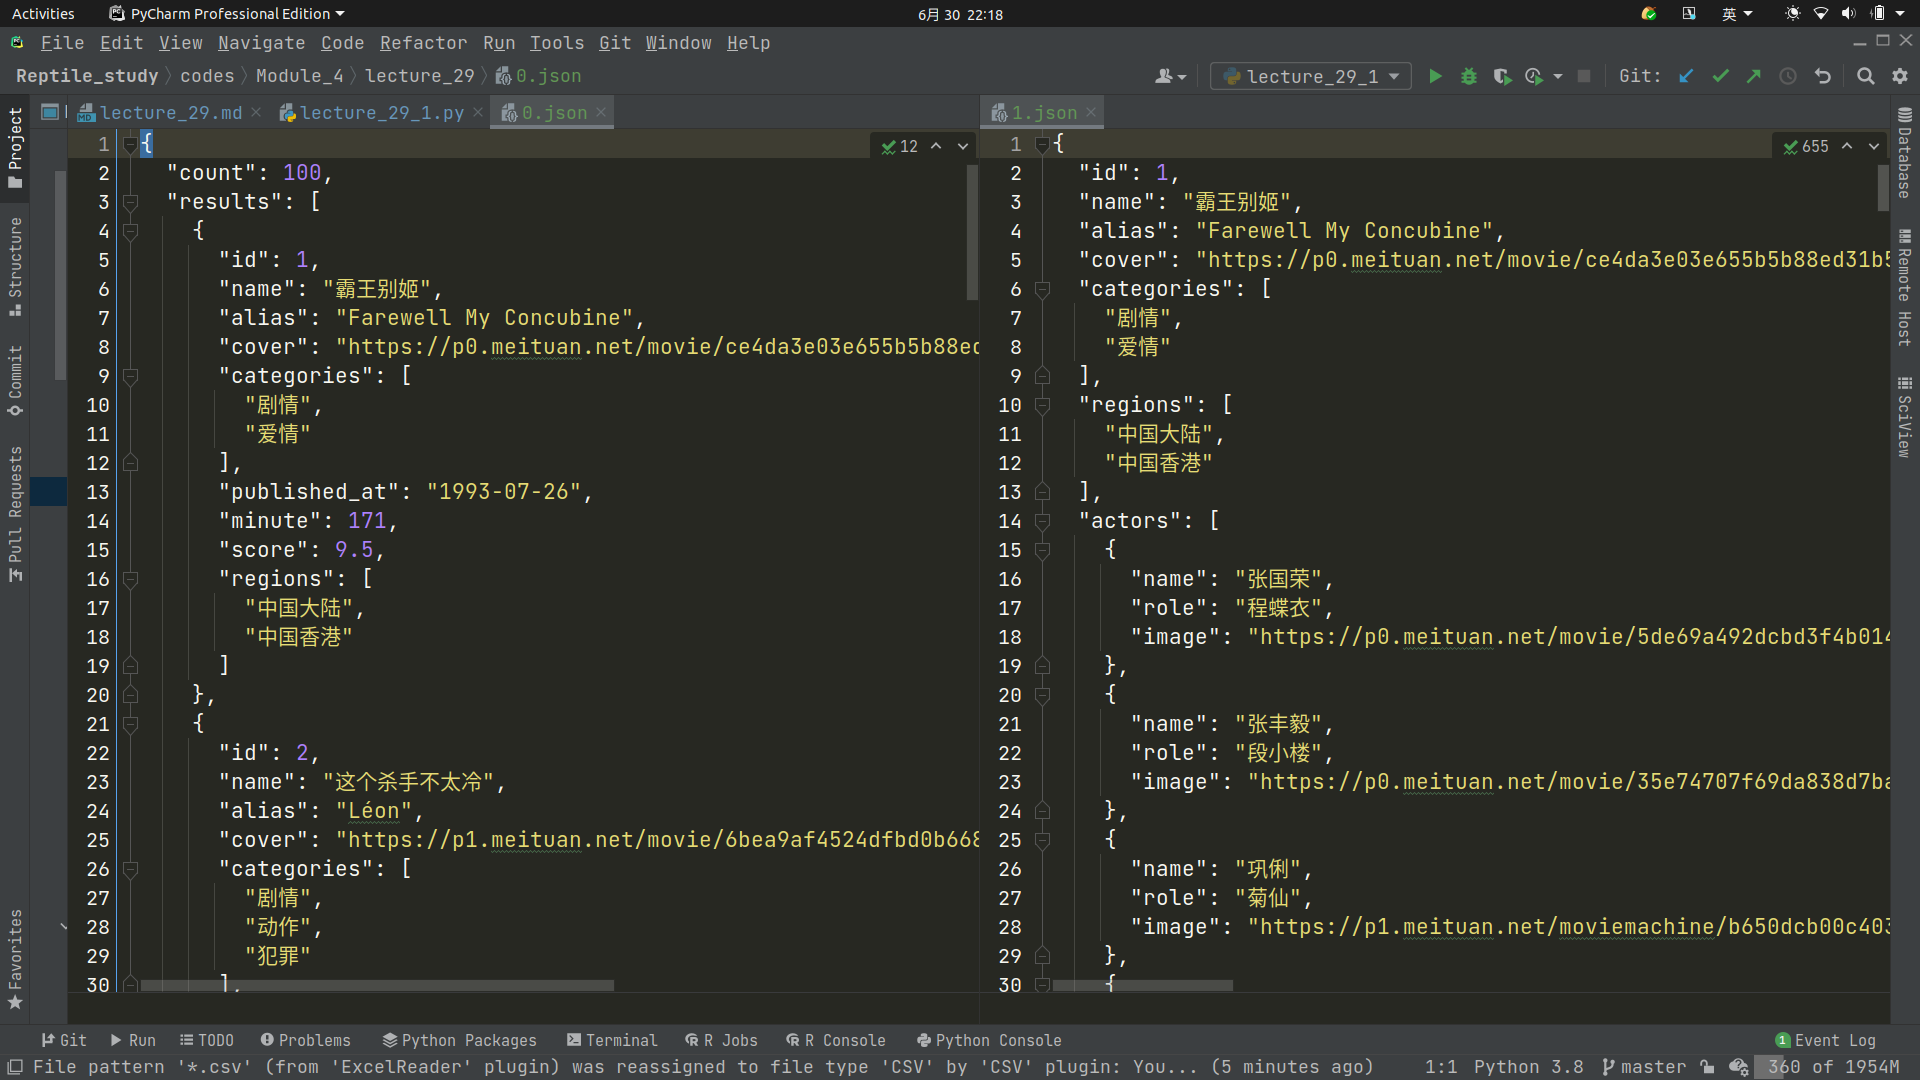 Activities PyCharm Professional Edition 6月 30 22:18 英
File Edit View Navigate Code Refactor Run Tools Git Window Help
Reptile_study codes Module_4 lecture_29 0.json lecture_29_1 Git:
lecture_29.md lecture_29_1.py 0.json 1.json
Project
Structure
Commit
Pull Requests
Favorites
12
1 {
2 "count": 100,
3 "results": [
4 {
5 "id": 1,
6 "name": "霸王别姬",
7 "alias": "Farewell My Concubine",
8 "cover": "https://p0.meituan.net/movie/ce4da3e03e655b5b88ed
9 "categories": [
10 "剧情",
11 "爱情"
12 ],
13 "published_at": "1993-07-26",
14 "minute": 171,
15 "score": 9.5,
16 "regions": [
17 "中国大陆",
18 "中国香港"
19 ]
20 },
21 {
22 "id": 2,
23 "name": "这个杀手不太冷",
24 "alias": "Léon",
25 "cover": "https://p1.meituan.net/movie/6bea9af4524dfbd0b668
26 "categories": [
27 "剧情",
28 "动作",
29 "犯罪"
30 ],
655
1 {
2 "id": 1,
3 "name": "霸王别姬",
4 "alias": "Farewell My Concubine",
5 "cover": "https://p0.meituan.net/movie/ce4da3e03e655b5b88ed31b5
6 "categories": [
7 "剧情",
8 "爱情"
9 ],
10 "regions": [
11 "中国大陆",
12 "中国香港"
13 ],
14 "actors": [
15 {
16 "name": "张国荣",
17 "role": "程蝶衣",
18 "image": "https://p0.meituan.net/movie/5de69a492dcbd3f4b014
19 },
20 {
21 "name": "张丰毅",
22 "role": "段小楼",
23 "image": "https://p0.meituan.net/movie/35e74707f69da838d7ba
24 },
25 {
26 "name": "巩俐",
27 "role": "菊仙",
28 "image": "https://p1.meituan.net/moviemachine/b650dcb00c403
29 },
30 {
Database
Remote Host
SciView
Git Run TODO Problems Python Packages Terminal R Jobs R Console Python Console 1 Event Log
File pattern '*.csv' (from 'ExcelReader' plugin) was reassigned to file type 'CSV' by 'CSV' plugin: You... (5 minutes ago) 1:1 Python 3.8 master 360 of 1954M